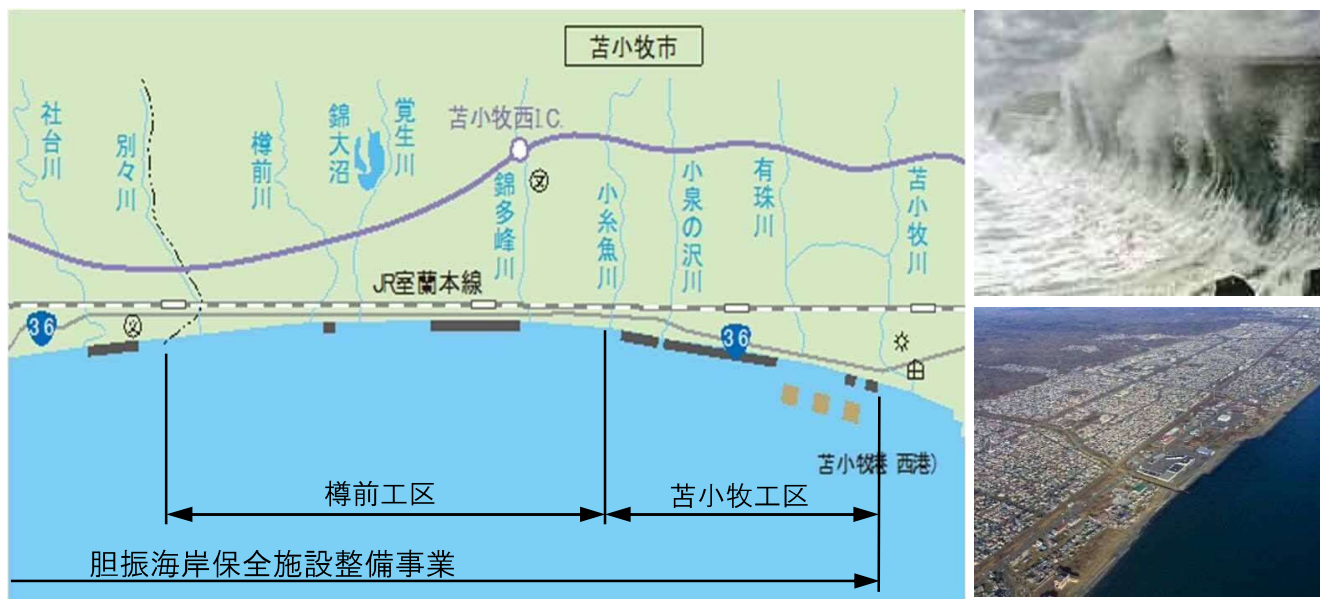 苫小牧市
社台川
別々川
樽前川
錦大沼
覚生川
苫小牧西I.C.
錦多峰川
小糸魚川
小泉の沢川
有珠川
苫小牧川
JR室蘭本線
36
36
苫小牧港 西港)
樽前工区
苫小牧工区
胆振海岸保全施設整備事業